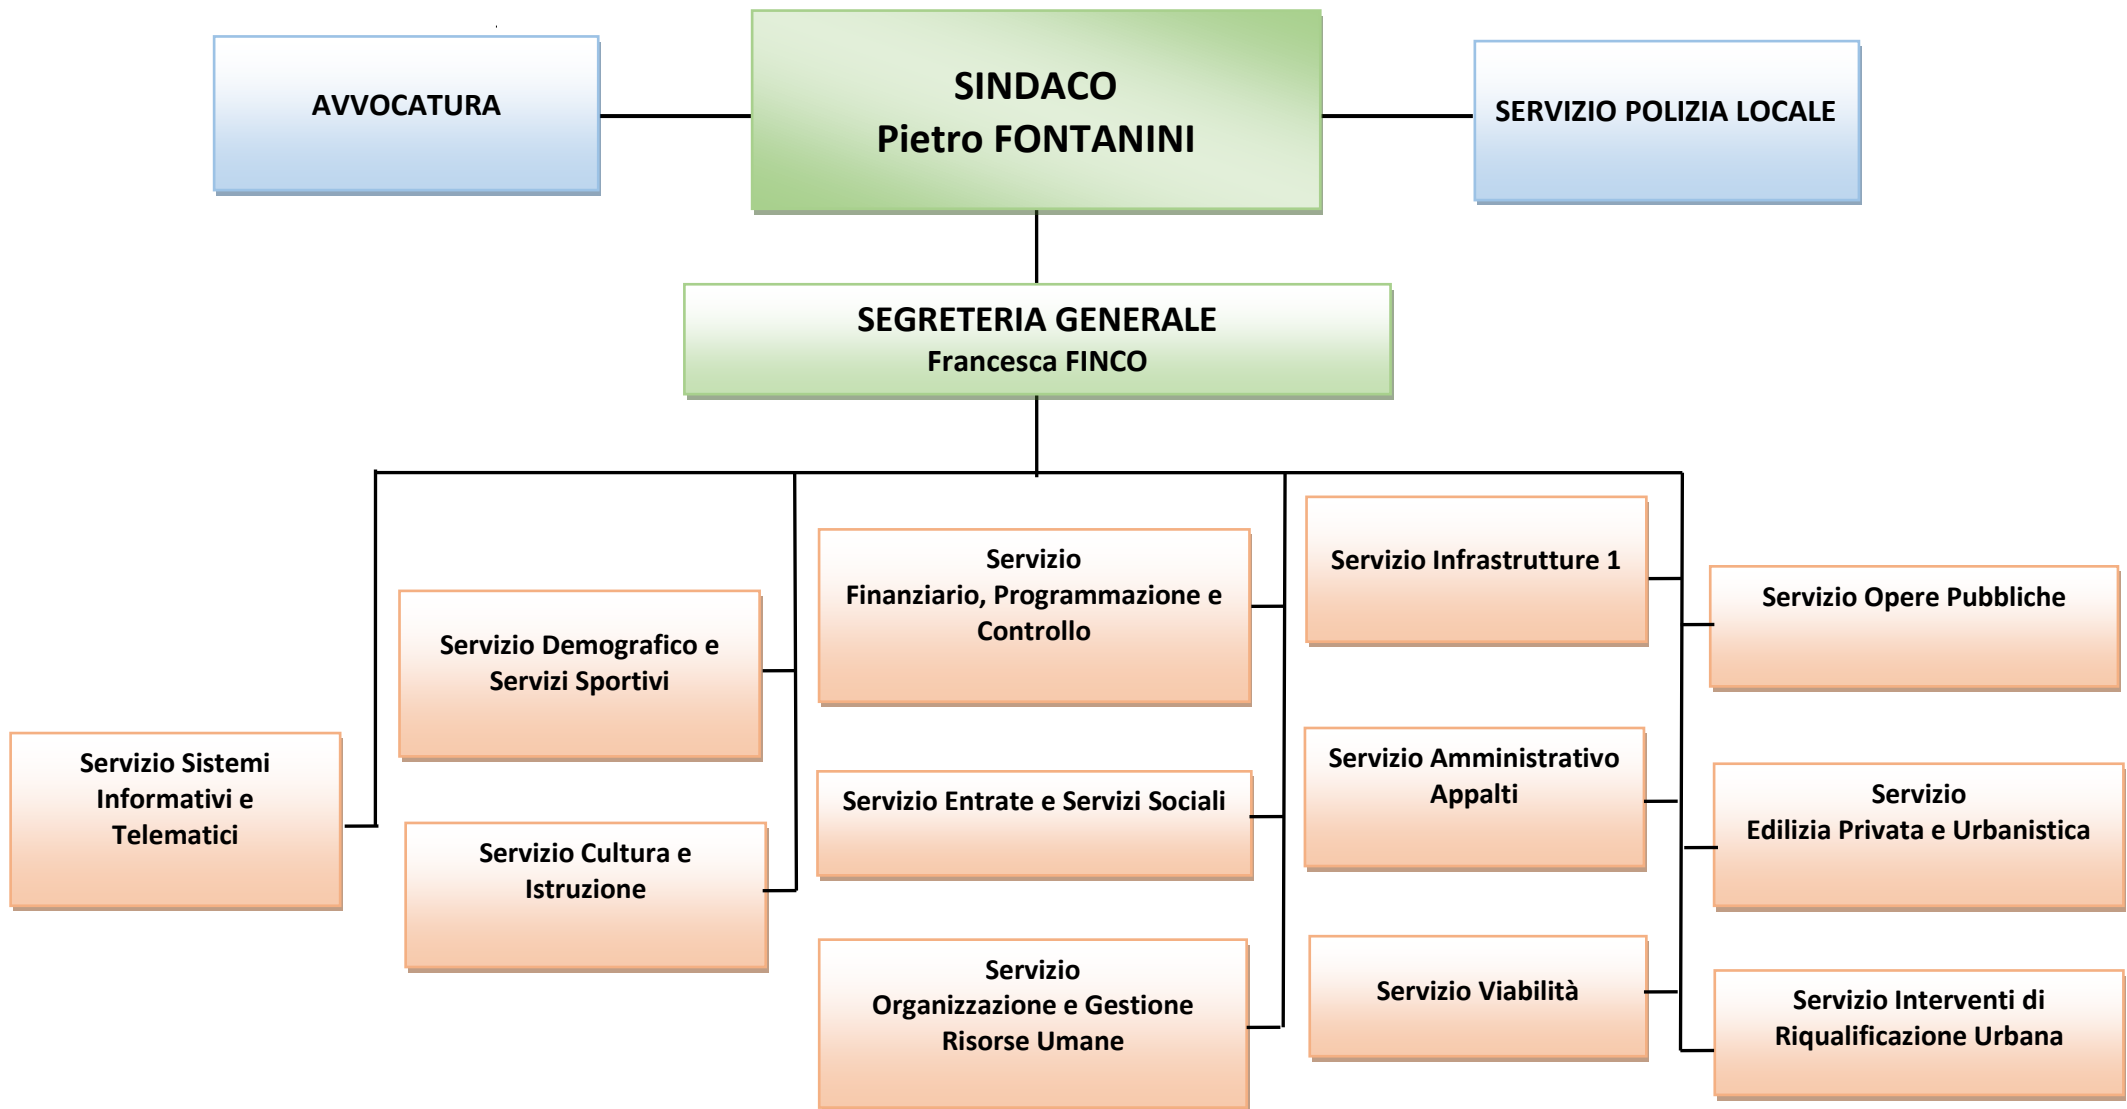 AVVOCATURA
SINDACO
Pietro FONTANINI
SERVIZIO POLIZIA LOCALE
SEGRETERIA GENERALE
Francesca FINCO
Servizio Sistemi
Informativi e
Telematici
Servizio Demografico e
Servizi Sportivi
Servizio Cultura e
Istruzione
Servizio
Finanziario, Programmazione e
Controllo
Servizio Entrate e Servizi Sociali
Servizio
Organizzazione e Gestione
Risorse Umane
Servizio Infrastrutture 1
Servizio Amministrativo
Appalti
Servizio Viabilità
Servizio Opere Pubbliche
Servizio
Edilizia Privata e Urbanistica
Servizio Interventi di
Riqualificazione Urbana